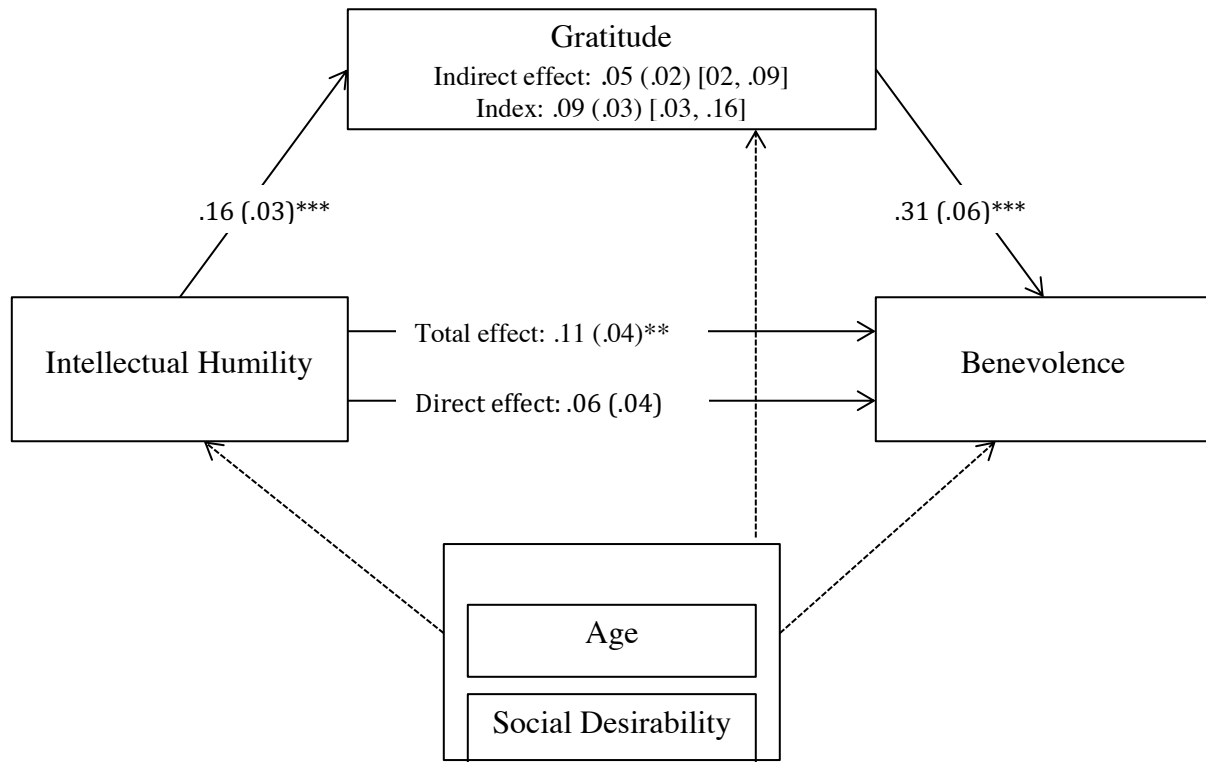 Gratitude
Indirect effect: .05 (.02) [02, .09]
Index: .09 (.03) [.03, .16]
.16 (.03)***
.31 (.06)***
Total effect: .11 (.04)**
Intellectual Humility
Benevolence
Direct effect: .06 (.04)
Age
Social Desirability